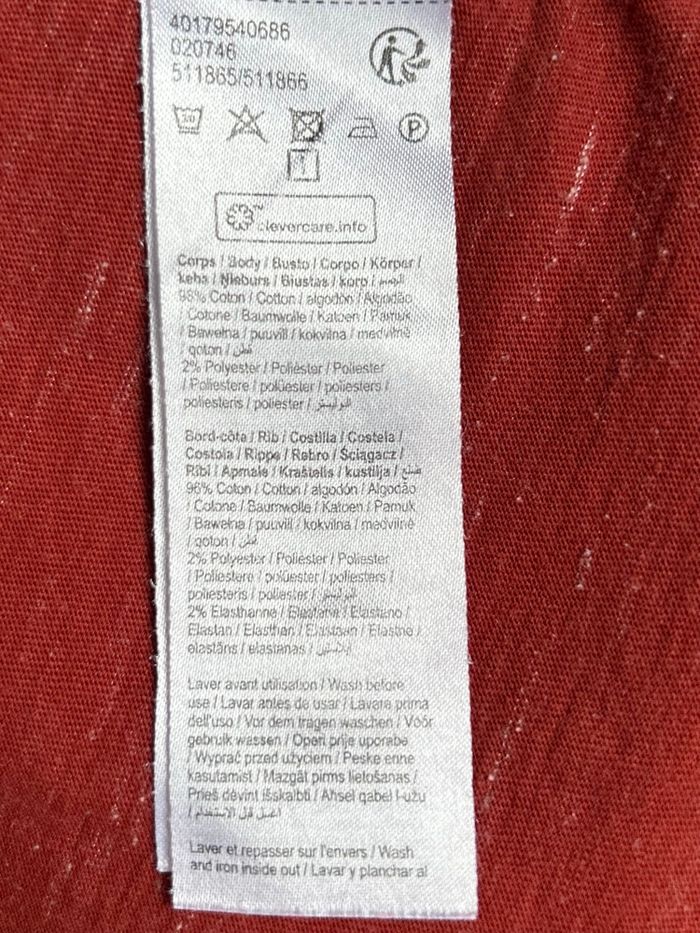 40179540686
020746
511865/511866
30
P
clevercare.info
Corps / Body / Busto / Corpo / Körper /
keha / Ņieburs / Glustas / koro / الجسم
98% Coton / Cotton / algodón / Algodão
/ Cotone / Baumwolle / Katoen / Pamuk
/ Bawełna / puuvill / kokvilna / medvilnė
/ qoton / قطن
2% Polyester / Poliéster / Poliester
/ Poliestere / polüester / poliesters /
poliesteris / poliester / البوليستر
Bord-côte / Rib / Costilla / Costela /
Costola / Rippe / Rebro / Ściągacz /
Ribi / Apmale / Kraštelis / kustilja / ضلع
96% Coton / Cotton / algodón / Algodão
/ Cotone / Baumwolle / Katoen / Pamuk
/ Bawełna / puuvill / kokvilna / medvilnė
/ qoton / قطن
2% Polyester / Poliéster / Poliester
/ Poliestere / polüester / poliesters /
poliesteris / poliester / البوليستر
2% Elasthanne / Elastane / Elastano /
Elastan / Elasthan / Elastaan / Elastne /
elastāns / elastanas / إيلاستين
Laver avant utilisation / Wash before
use / Lavar antes de usar / Lavare prima
dell'uso / Vor dem tragen waschen / Vóór
gebruik wassen / Operi prije uporabe
/ Wyprać przed użyciem / Peske enne
kasutamist / Mazgāt pirms lietošanas /
Prieš dėvint išskalbti / Aħsel qabel l-użu
/ اغسل قبل الاستخدام
Laver et repasser sur l'envers / Wash
and iron inside out / Lavar y planchar al